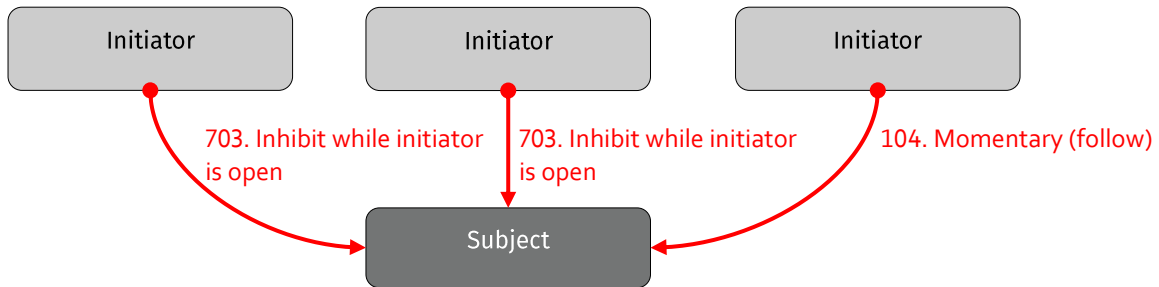 Initiator
Initiator
Initiator
703. Inhibit while initiator
is open
703. Inhibit while initiator
is open
104. Momentary (follow)
Subject